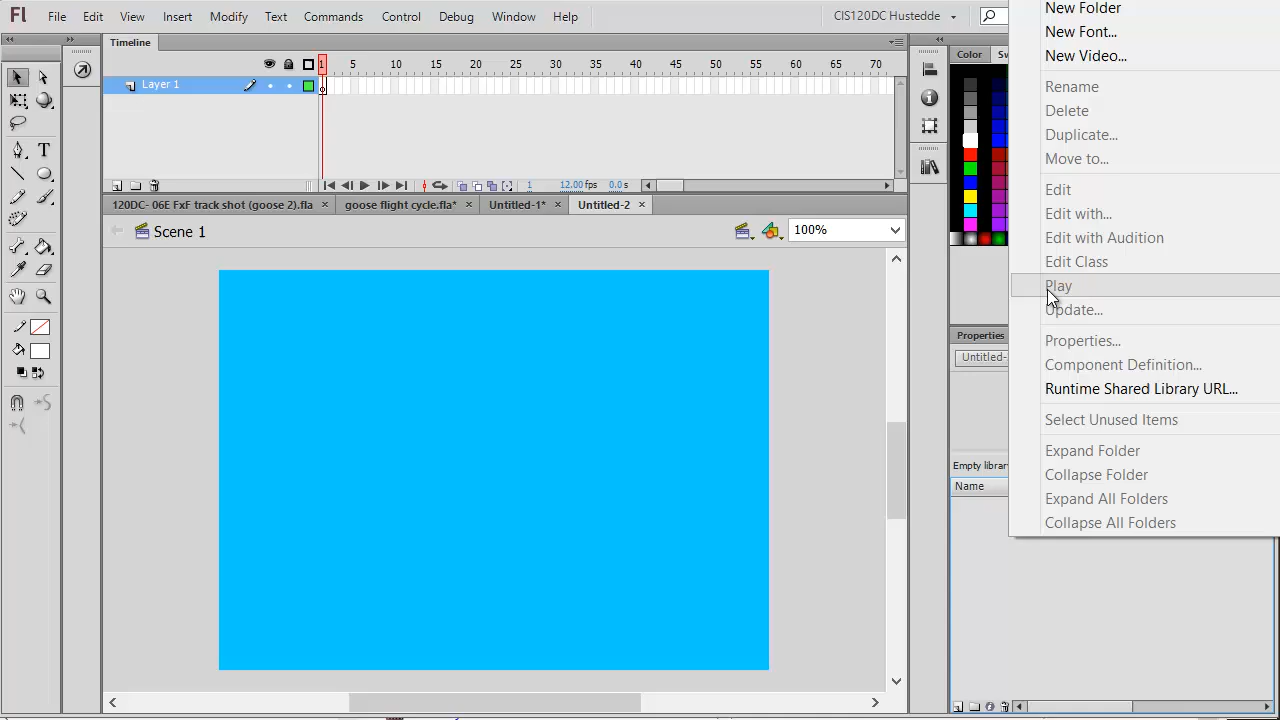 Fl File Edit View Insert Modify Text Commands Control Debug Window Help CIS120DC Hustedde
Timeline
1 5 10 15 20 25 30 35 40 45 50 55 60 65 70
Layer 1
1 12.00 fps 0.0 s
120DC- 06E FxF track shot ( fla × goose flight cycle.fla* × Untitled-1* × Untitled-2 ×
Scene 1
100%
Color Sw
Properties
Untitled-
Empty librar
Name
New Folder
New Font...
New Video...
Rename
Delete
Duplicate...
Move to...
Edit
Edit with...
Edit with Audition
Edit Class
Play
Update...
Properties...
Component Definition...
Runtime Shared Library URL...
Select Unused Items
Expand Folder
Collapse Folder
Expand All Folders
Collapse All Folders